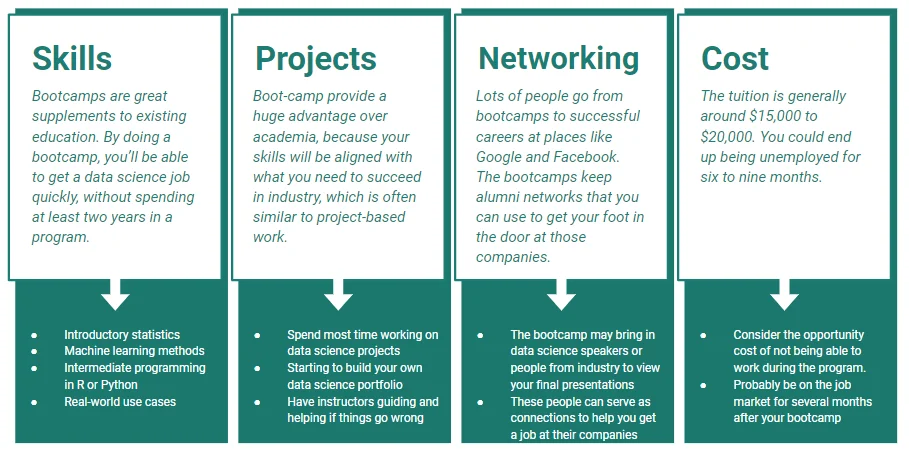 Skills
Bootcamps are great
supplements to existing
education. By doing a
bootcamp, you'll be able
to get a data science job
quickly, without spending
at least two years in a
program.
Introductory statistics
Machine learning methods
Intermediate programming
in R or Python
Real-world use cases
Projects
Boot-camp provide a
huge advantage over
academia, because your
skills will be aligned with
what you need to succeed
in industry, which is often
similar to project-based
work.
Spend most time working on
data science projects
Starting to build your own
data science portfolio
Have instructors guiding and
helping if things go wrong
Networking
Lots of people go from
bootcamps to successful
careers at places like
Google and Facebook.
The bootcamps keep
alumni networks that you
can use to get your foot in
the door at those
companies.
The bootcamp may bring in
data science speakers or
people from industry to view
your final presentations
These people can serve as
connections to help you get
a job at their companies
Cost
The tuition is generally
around $15,000 to
$20,000. You could end
up being unemployed for
six to nine months.
Consider the opportunity
cost of not being able to
work during the program.
Probably be on the job
market for several months
after your bootcamp